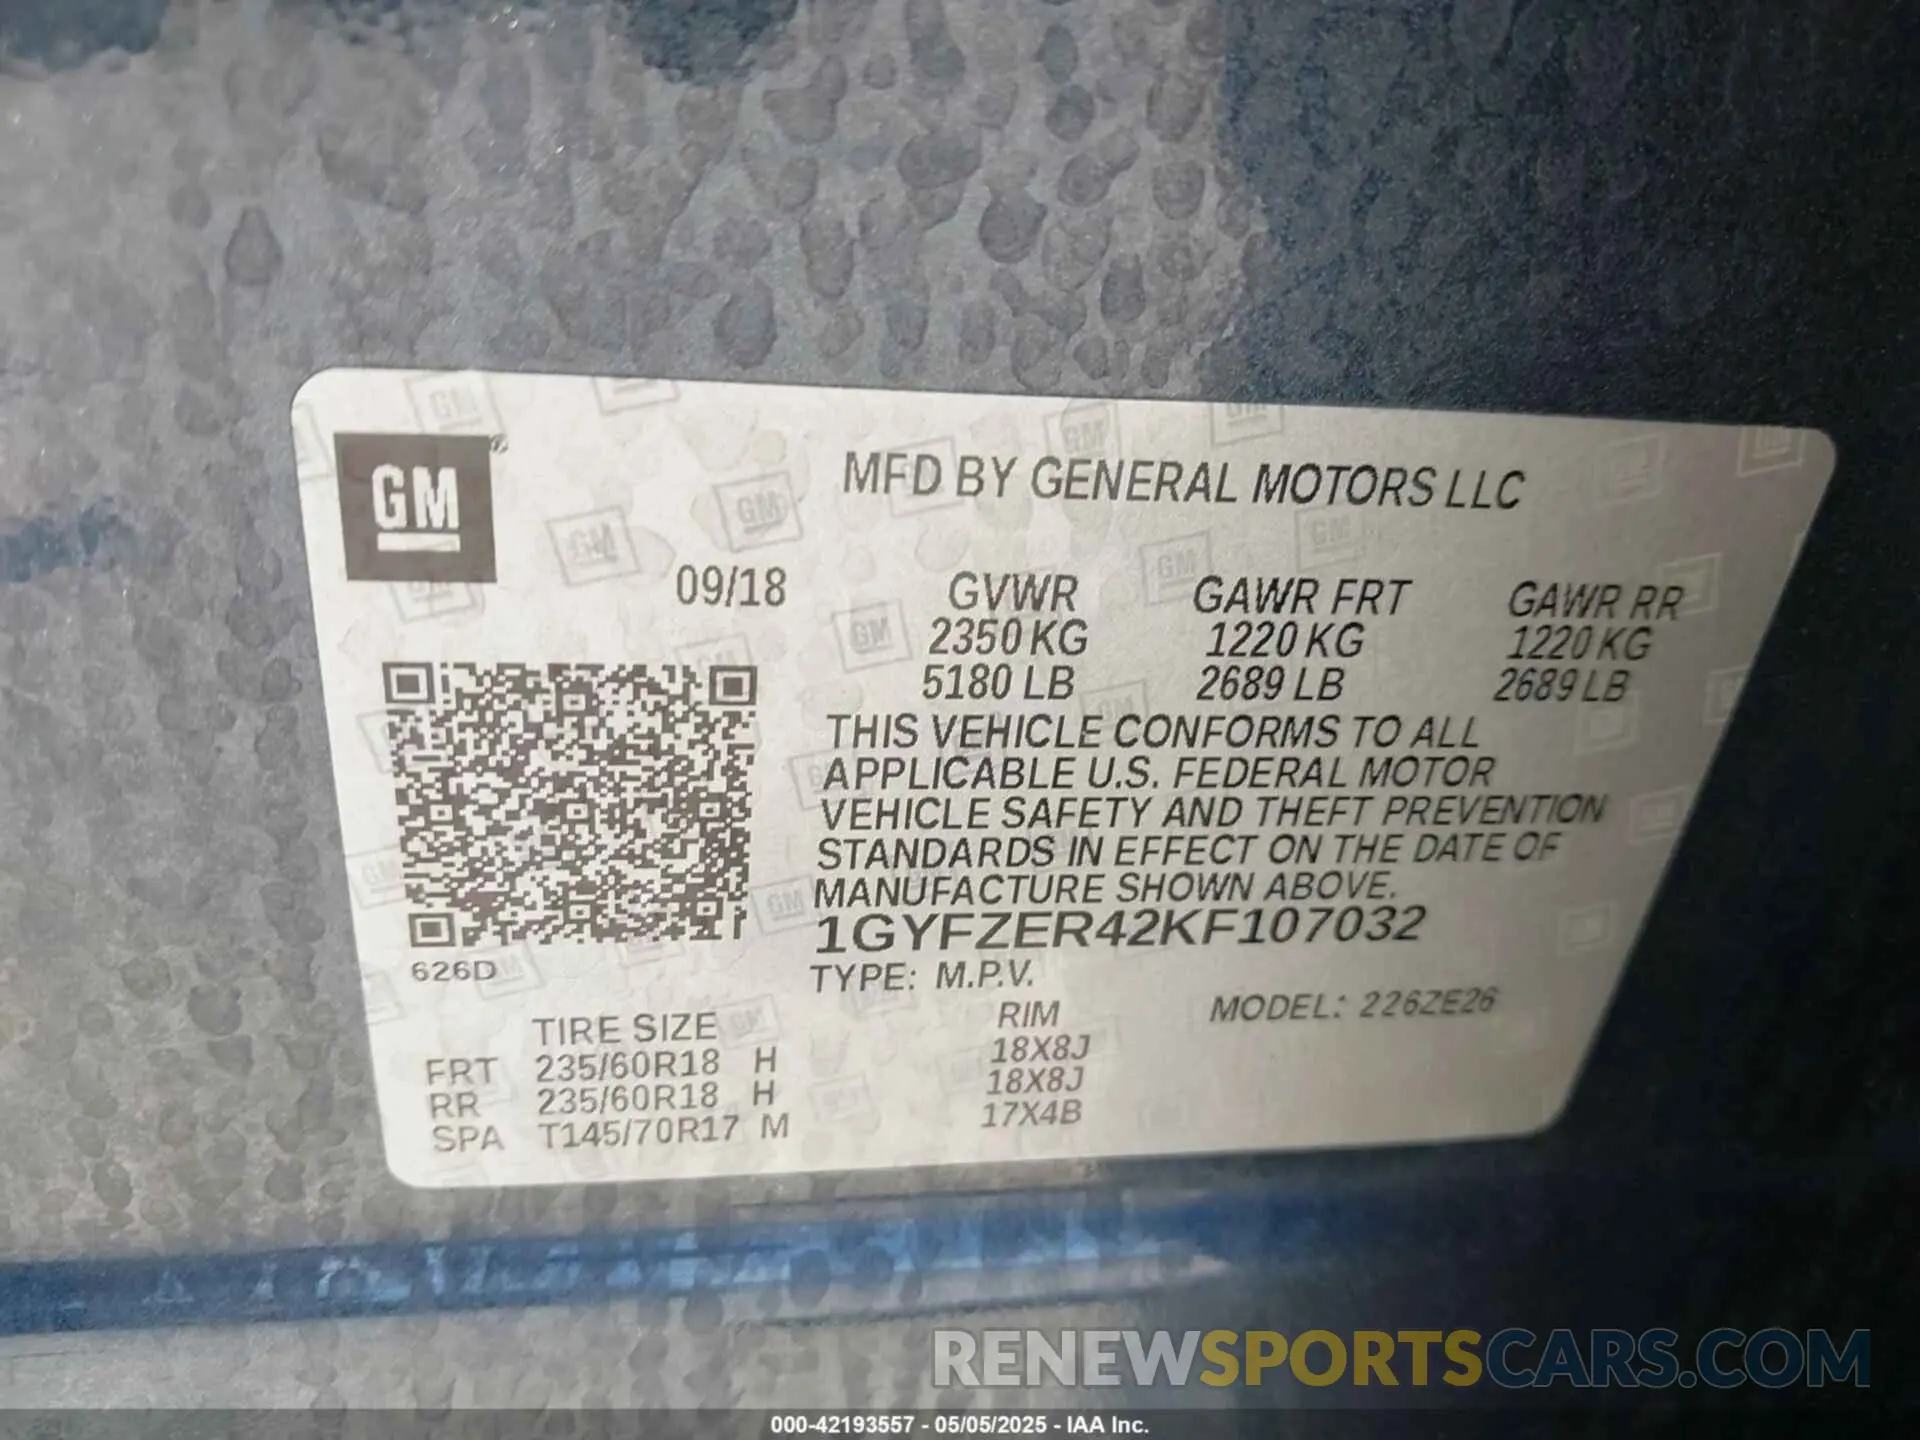 GM®
MFD BY GENERAL MOTORS LLC
09/18
GVWR GAWR FRT GAWR RR
2350 KG 1220 KG 1220 KG
5180 LB 2689 LB 2689 LB
THIS VEHICLE CONFORMS TO ALL
APPLICABLE U.S. FEDERAL MOTOR
VEHICLE SAFETY AND THEFT PREVENTION
STANDARDS IN EFFECT ON THE DATE OF
MANUFACTURE SHOWN ABOVE.
1GYFZER42KF107032
626D
TYPE: M.P.V.
MODEL: 226ZE26
TIRE SIZE RIM
FRT 235/60R18 H 18X8J
RR 235/60R18 H 18X8J
SPA T145/70R17 M 17X4B
RENEWSPORTSCARS.COM
000-42193557 - 05/05/2025 - IAA Inc.